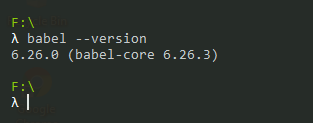 F:\
λ babel --version
6.26.0 (babel-core 6.26.3)
F:\
λ